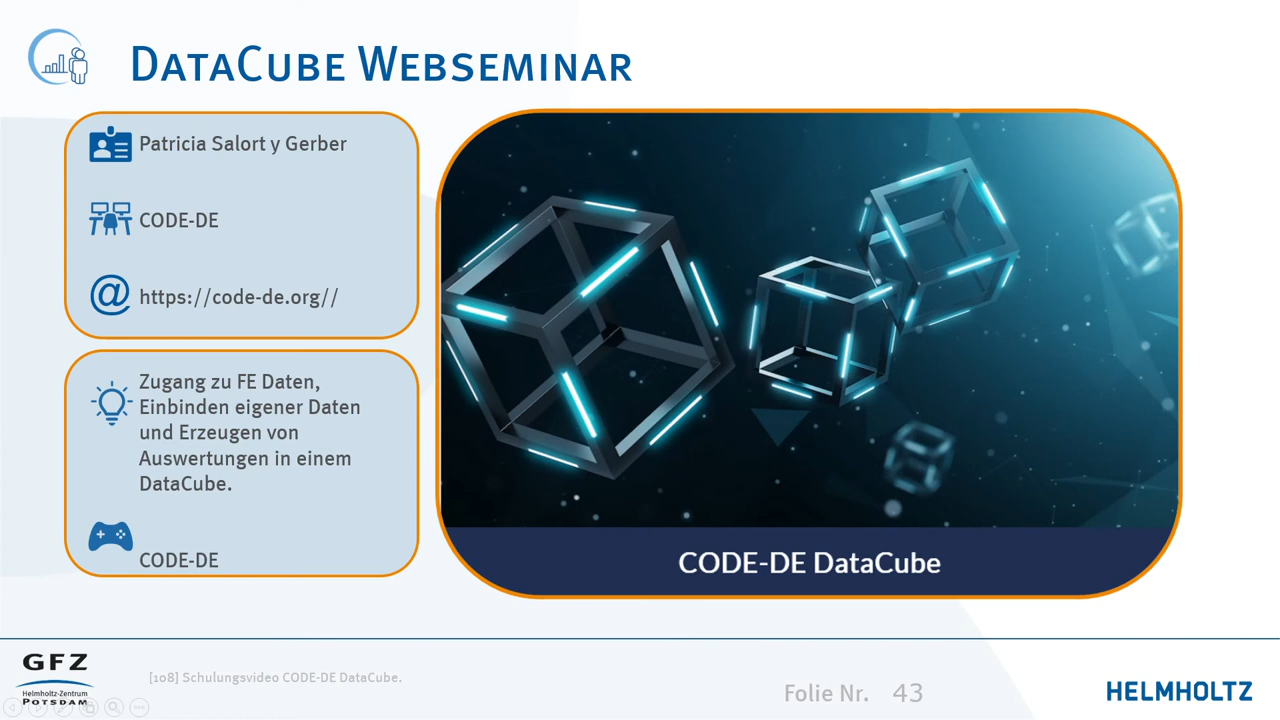 DataCube Webseminar
Patricia Salort y Gerber
CODE-DE
https://code-de.org//
Zugang zu FE Daten,
Einbinden eigener Daten
und Erzeugen von
Auswertungen in einem
DataCube.
CODE-DE
CODE-DE DataCube
GFZ
Helmholtz-Zentrum
POTSDAM
[108] Schulungsvideo CODE-DE DataCube.
Folie Nr. 43
HELMHOLTZ